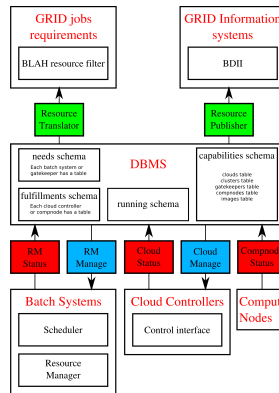 GRID jobs
requirements
BLAH resource filter
GRID Information
systems
BDII
Resource
Translator
Resource
Publisher
needs schema
Each batch system or
gatekeeper has a table
DBMS
capabilities schema
clouds table
clusters table
gatekeepers table
compnodes table
images table
fulfillments schema
Each cloud controller
or compnode has a table
running schema
RM
Status
RM
Manage
Cloud
Status
Cloud
Manage
Compnode
Status
Batch Systems
Scheduler
Resource
Manager
Cloud Controllers
Control interface
Nodes